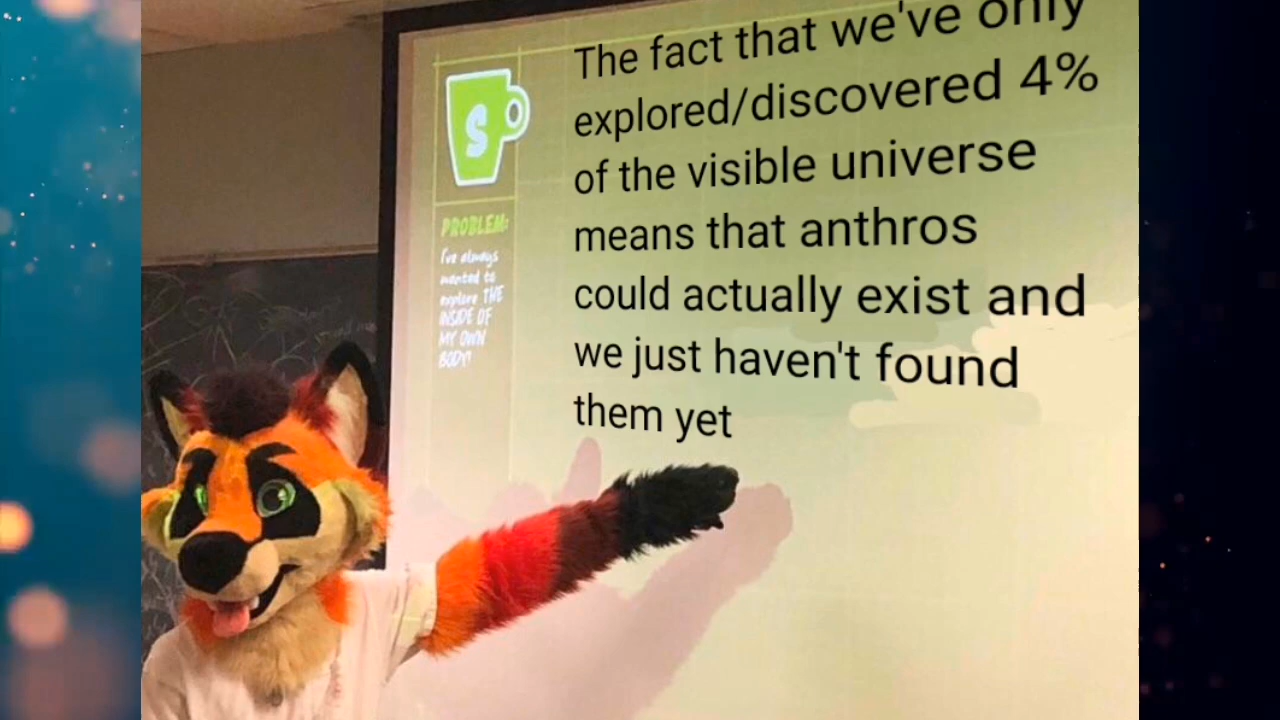 The fact that we've only
explored/discovered 4%
of the visible universe
means that anthros
could actually exist and
we just haven't found
them yet
S
PROBLEM:
I've always
wanted to
explore THE
INSIDE OF
MY OWN
BODY!